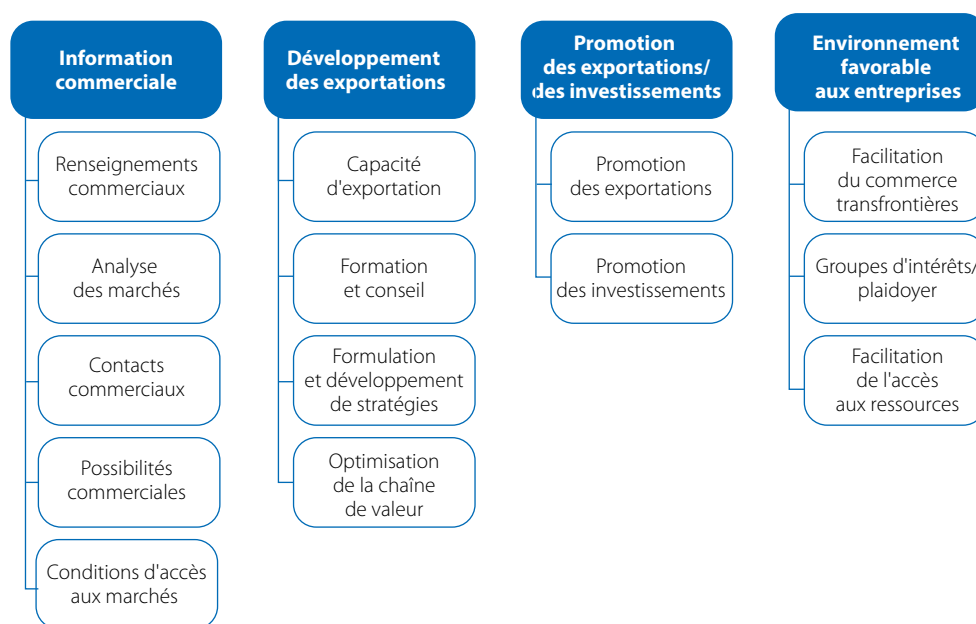 Information
commerciale
Renseignements
commerciaux
Analyse
des marchés
Contacts
commerciaux
Possibilités
commerciales
Conditions d'accès
aux marchés
Développement
des exportations
Capacité
d'exportation
Formation
et conseil
Formulation
et développement
de stratégies
Optimisation
de la chaîne
de valeur
Promotion
des exportations/
des investissements
Promotion
des exportations
Promotion
des investissements
Environnement
favorable
aux entreprises
Facilitation
du commerce
transfrontières
Groupes d'intérêts/
plaidoyer
Facilitation
de l'accès
aux ressources